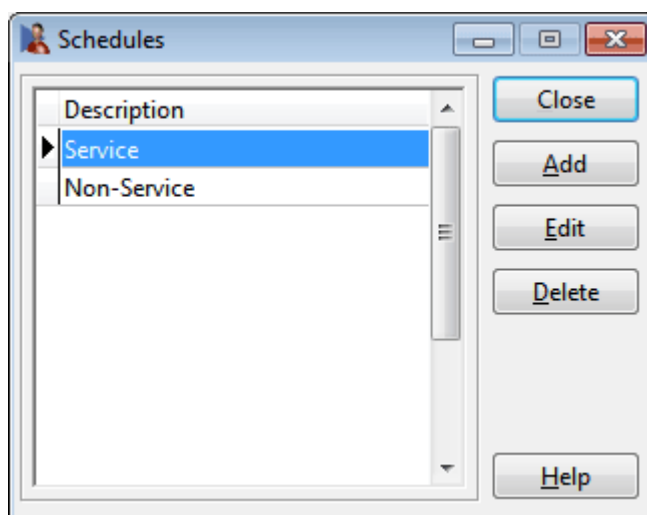 Schedules
Description
Service
Non-Service
Close
Add
Edit
Delete
Help